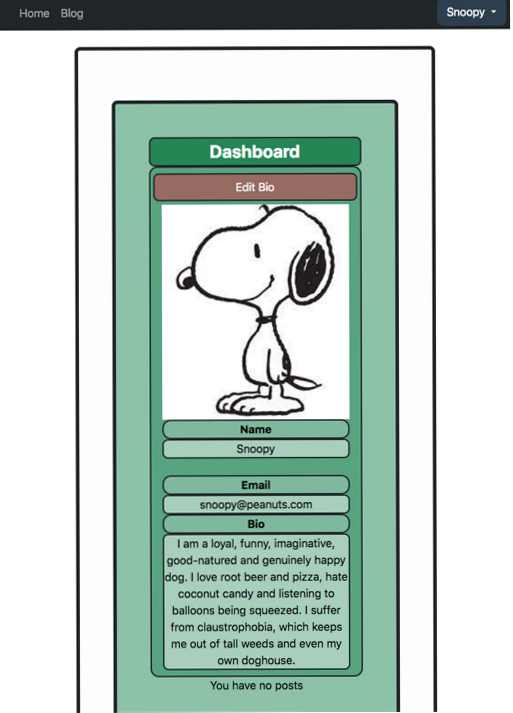 Home Blog Snoopy
Dashboard
Edit Bio
Name
Snoopy
Email
snoopy@peanuts.com
Bio
I am a loyal, funny, imaginative,
good-natured and genuinely happy
dog. I love root beer and pizza, hate
coconut candy and listening to
balloons being squeezed. I suffer
from claustrophobia, which keeps
me out of tall weeds and even my
own doghouse.
You have no posts